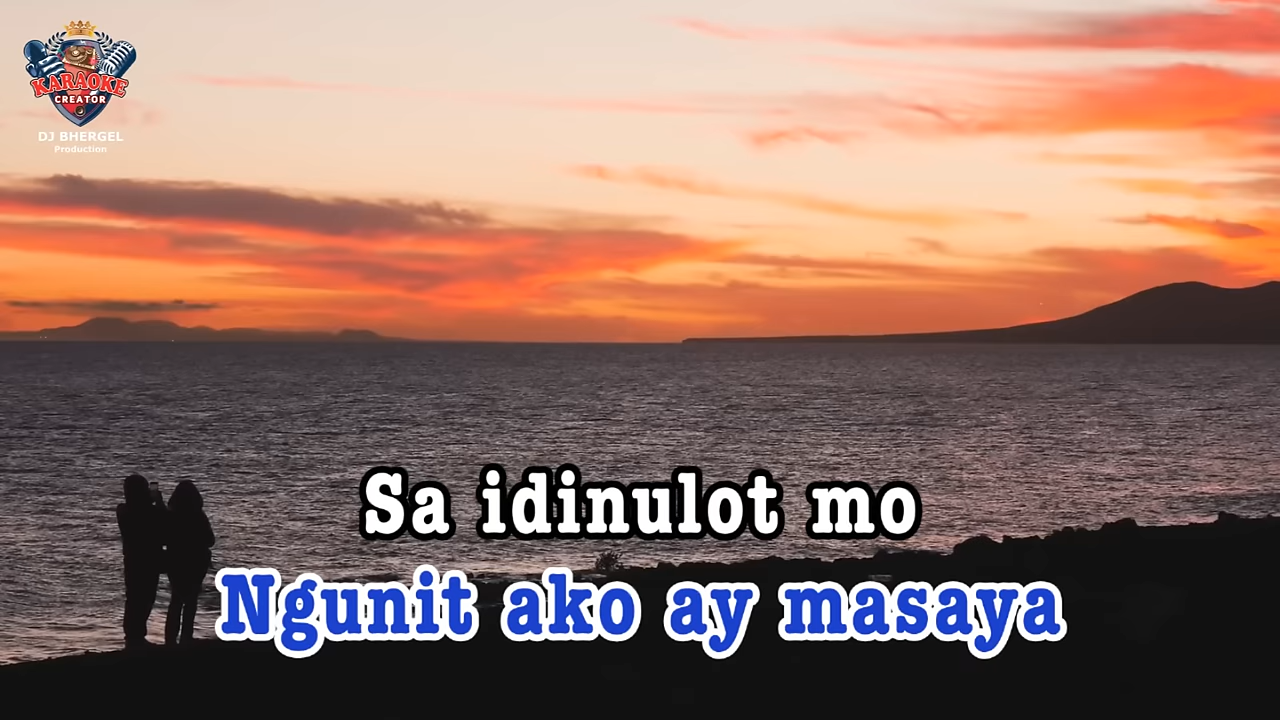 KARAOKE
CREATOR
DJ BHERGEL
Production
Sa idinulot mo
Ngunit ako ay masaya